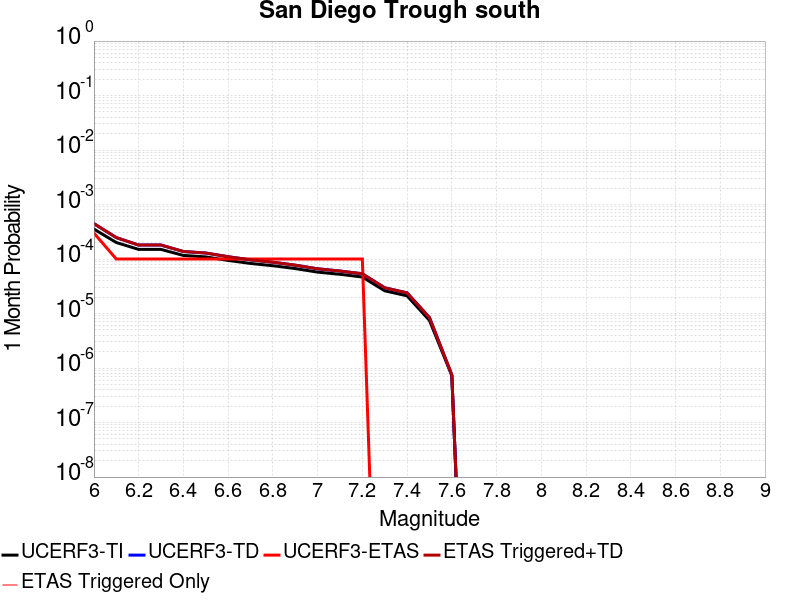 San Diego Trough south
10^0
10^-1
10^-2
10^-3
10^-4
10^-5
10^-6
10^-7
10^-8
1 Month Probability
6 6.2 6.4 6.6 6.8 7 7.2 7.4 7.6 7.8 8 8.2 8.4 8.6 8.8 9
Magnitude
UCERF3-TI UCERF3-TD UCERF3-ETAS ETAS Triggered+TD
ETAS Triggered Only